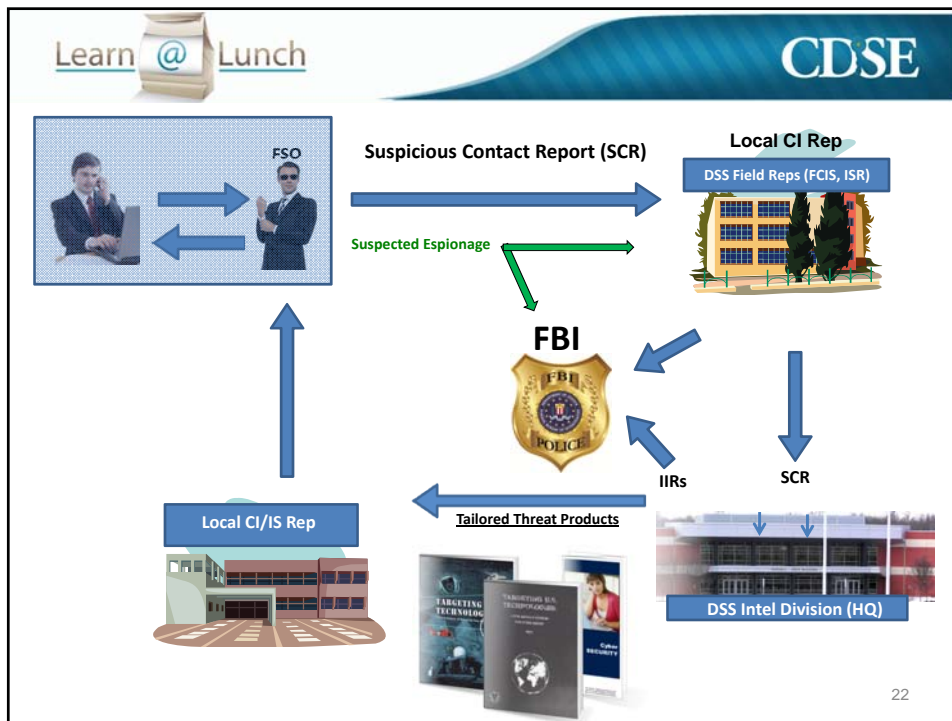 Learn @ Lunch
CDSE
FSO
Suspicious Contact Report (SCR)
Local CI Rep
DSS Field Reps (FCIS, ISR)
Suspected Espionage
FBI
FBI
POLICE
IIRs
SCR
Local CI/IS Rep
Tailored Threat Products
DSS Intel Division (HQ)
TARGETING
TECHNOLOG
TARGETING U.S.
TECHNOLOGIES
Cyber
SECURITY
22